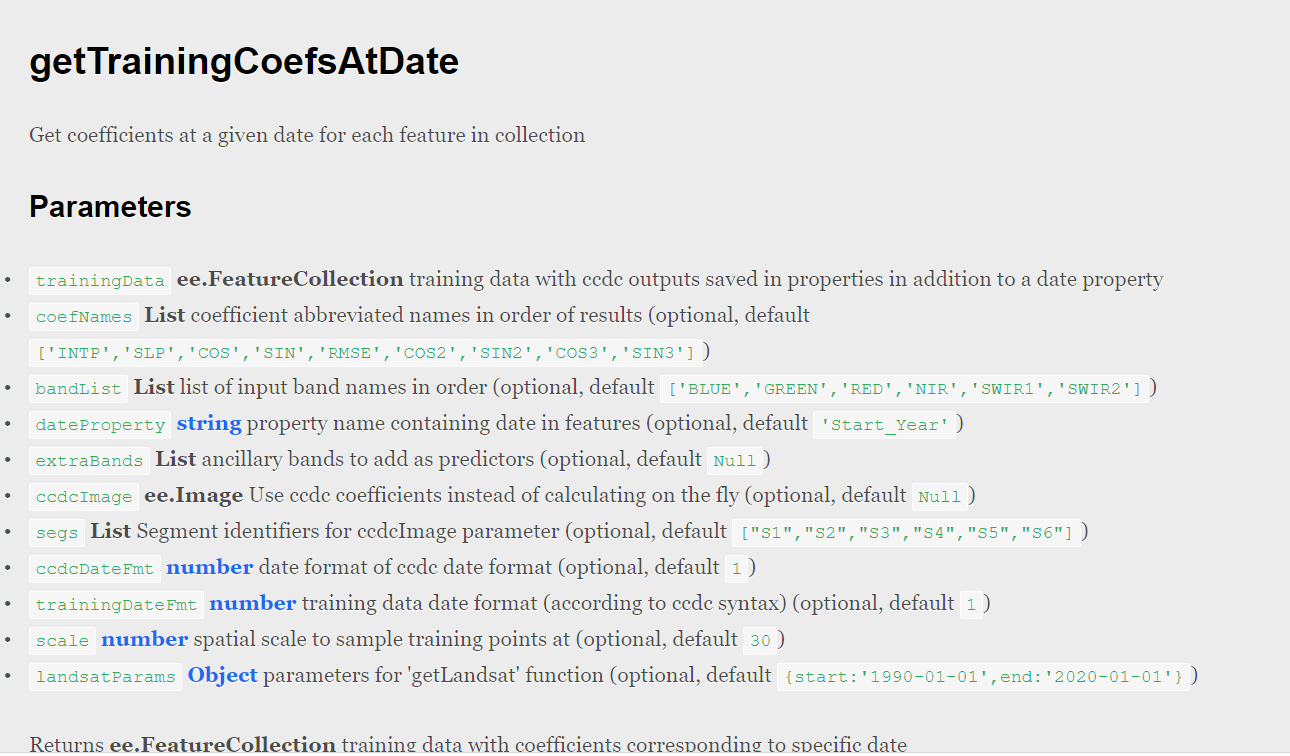 getTrainingCoefsAtDate
Get coefficients at a given date for each feature in collection
Parameters
• trainingData ee.FeatureCollection training data with ccdc outputs saved in properties in addition to a date property
• coefNames List coefficient abbreviated names in order of results (optional, default
['INTP','SLP','COS','SIN','RMSE','COS2','SIN2','COS3','SIN3'] )
• bandList List list of input band names in order (optional, default ['BLUE','GREEN','RED','NIR','SWIR1','SWIR2'] )
• dateProperty string property name containing date in features (optional, default 'Start_Year' )
• extraBands List ancillary bands to add as predictors (optional, default Null )
• ccdcImage ee.Image Use ccdc coefficients instead of calculating on the fly (optional, default Null )
• segs List Segment identifiers for ccdcImage parameter (optional, default ["S1","S2","S3","S4","S5","S6"] )
• ccdcDateFmt number date format of ccdc date format (optional, default 1 )
• trainingDateFmt number training data date format (according to ccdc syntax) (optional, default 1 )
• scale number spatial scale to sample training points at (optional, default 30 )
• landsatParams Object parameters for 'getLandsat' function (optional, default {start:'1990-01-01',end:'2020-01-01'} )
Returns ee.FeatureCollection training data with coefficients corresponding to specific date